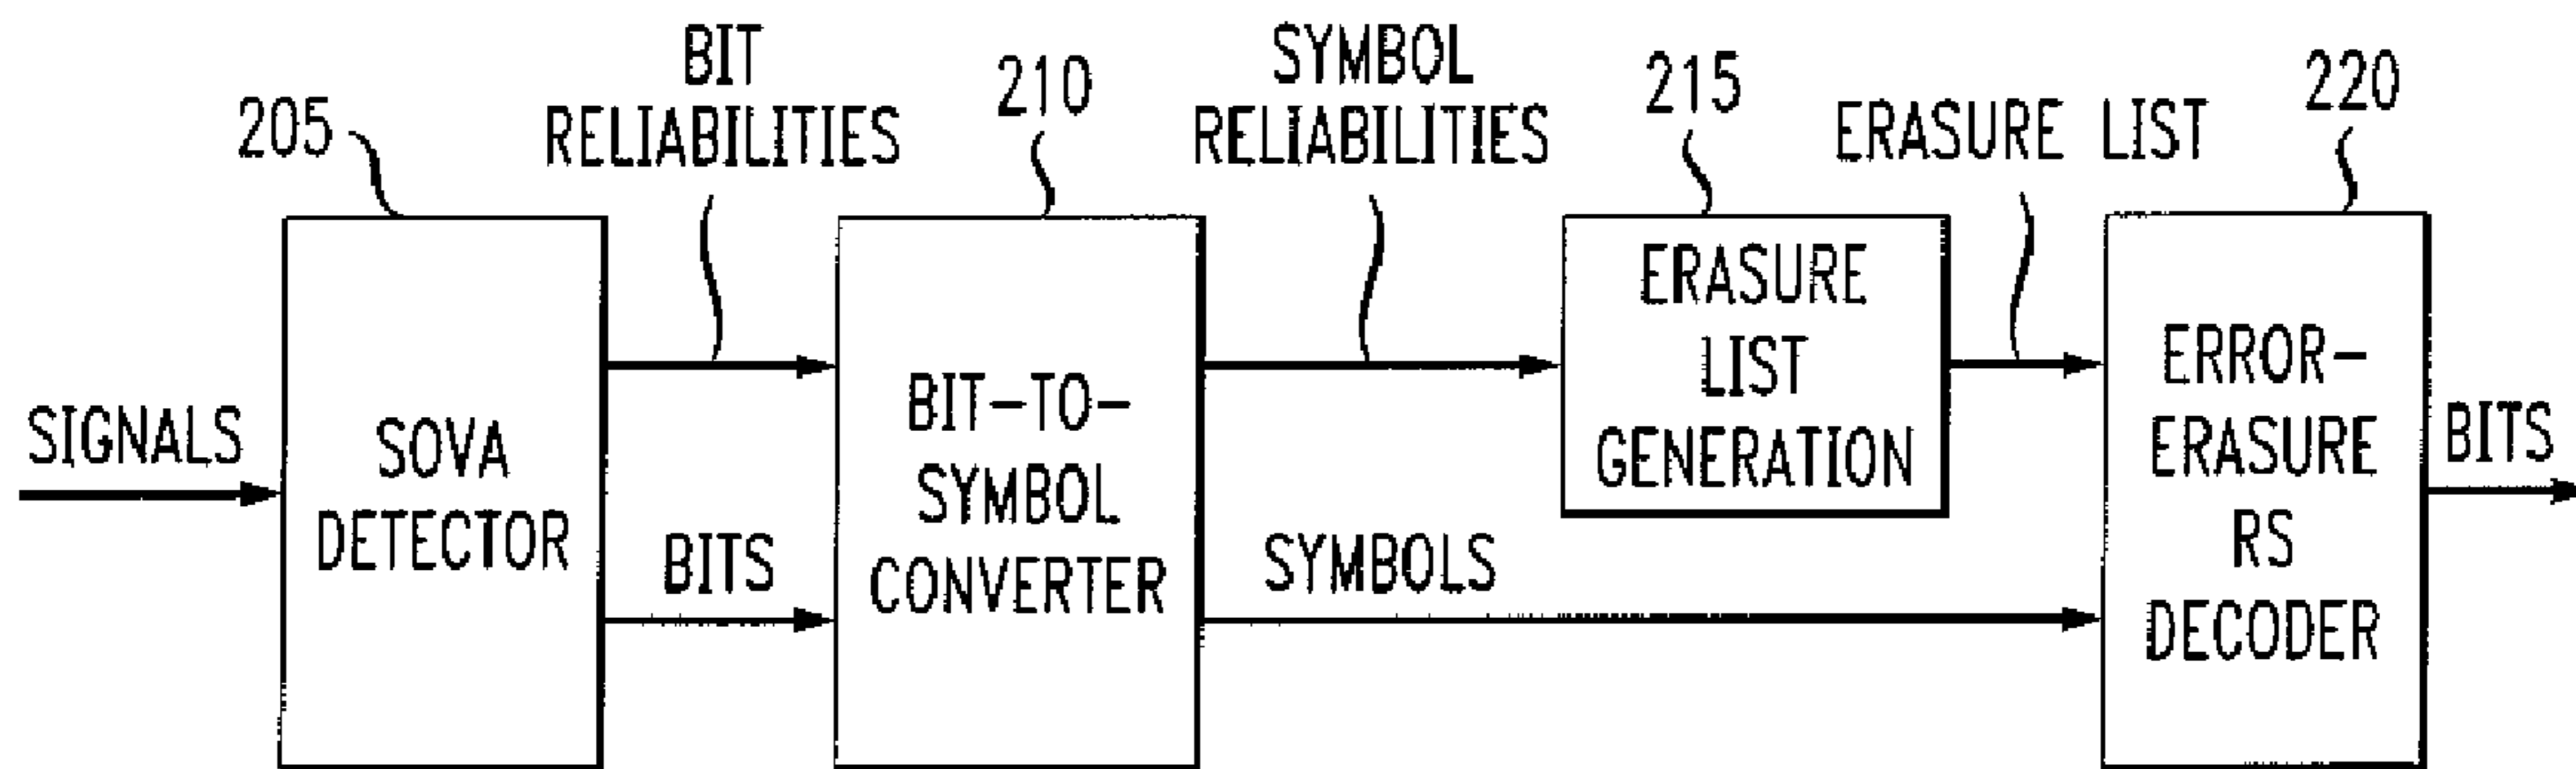 SIGNALS
205
SOVA
DETECTOR
BIT
RELIABILITIES
BITS
210
BIT-TO-
SYMBOL
CONVERTER
SYMBOL
RELIABILITIES
SYMBOLS
215
ERASURE
LIST
GENERATION
ERASURE LIST
220
ERROR-
ERASURE
RS
DECODER
BITS